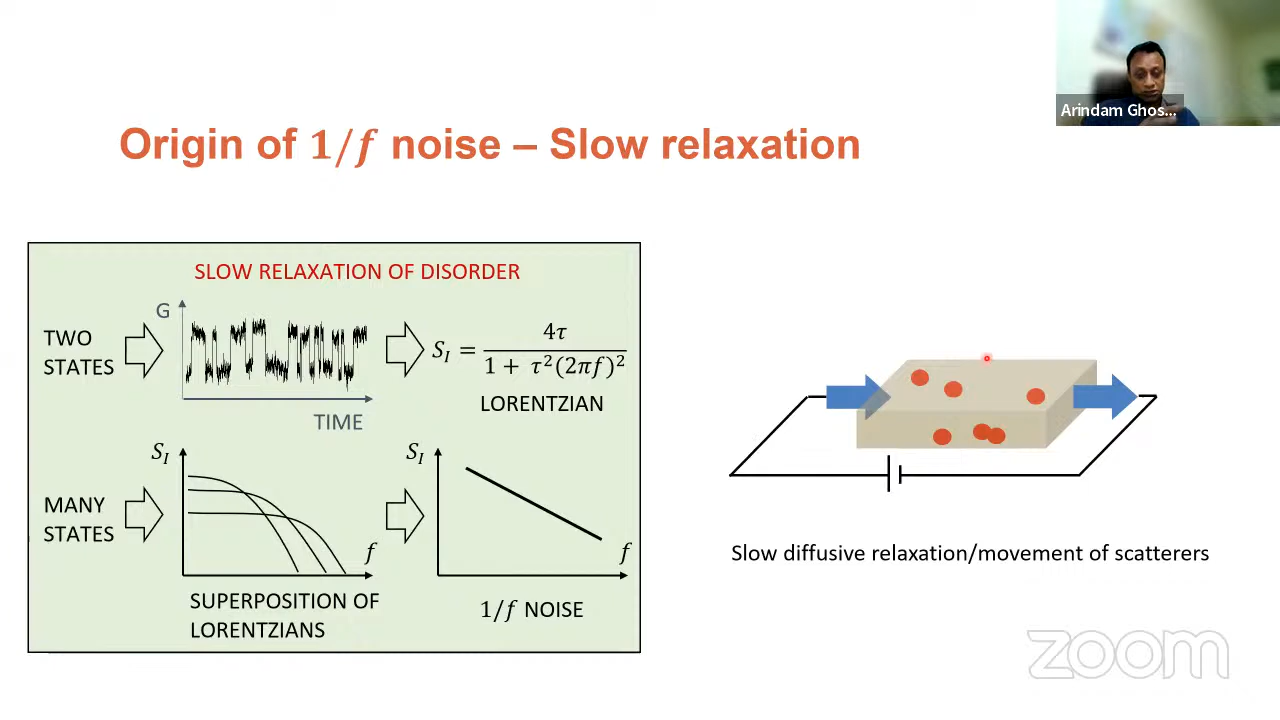 Arindam Ghos...
Origin of 1/f noise – Slow relaxation
SLOW RELAXATION OF DISORDER
G
TWO
STATES
S_I = 4τ / 1 + τ²(2πf)²
LORENTZIAN
TIME
S_I
S_I
MANY
STATES
f
f
SUPERPOSITION OF
LORENTZIANS
1/f NOISE
Slow diffusive relaxation/movement of scatterers
zoom